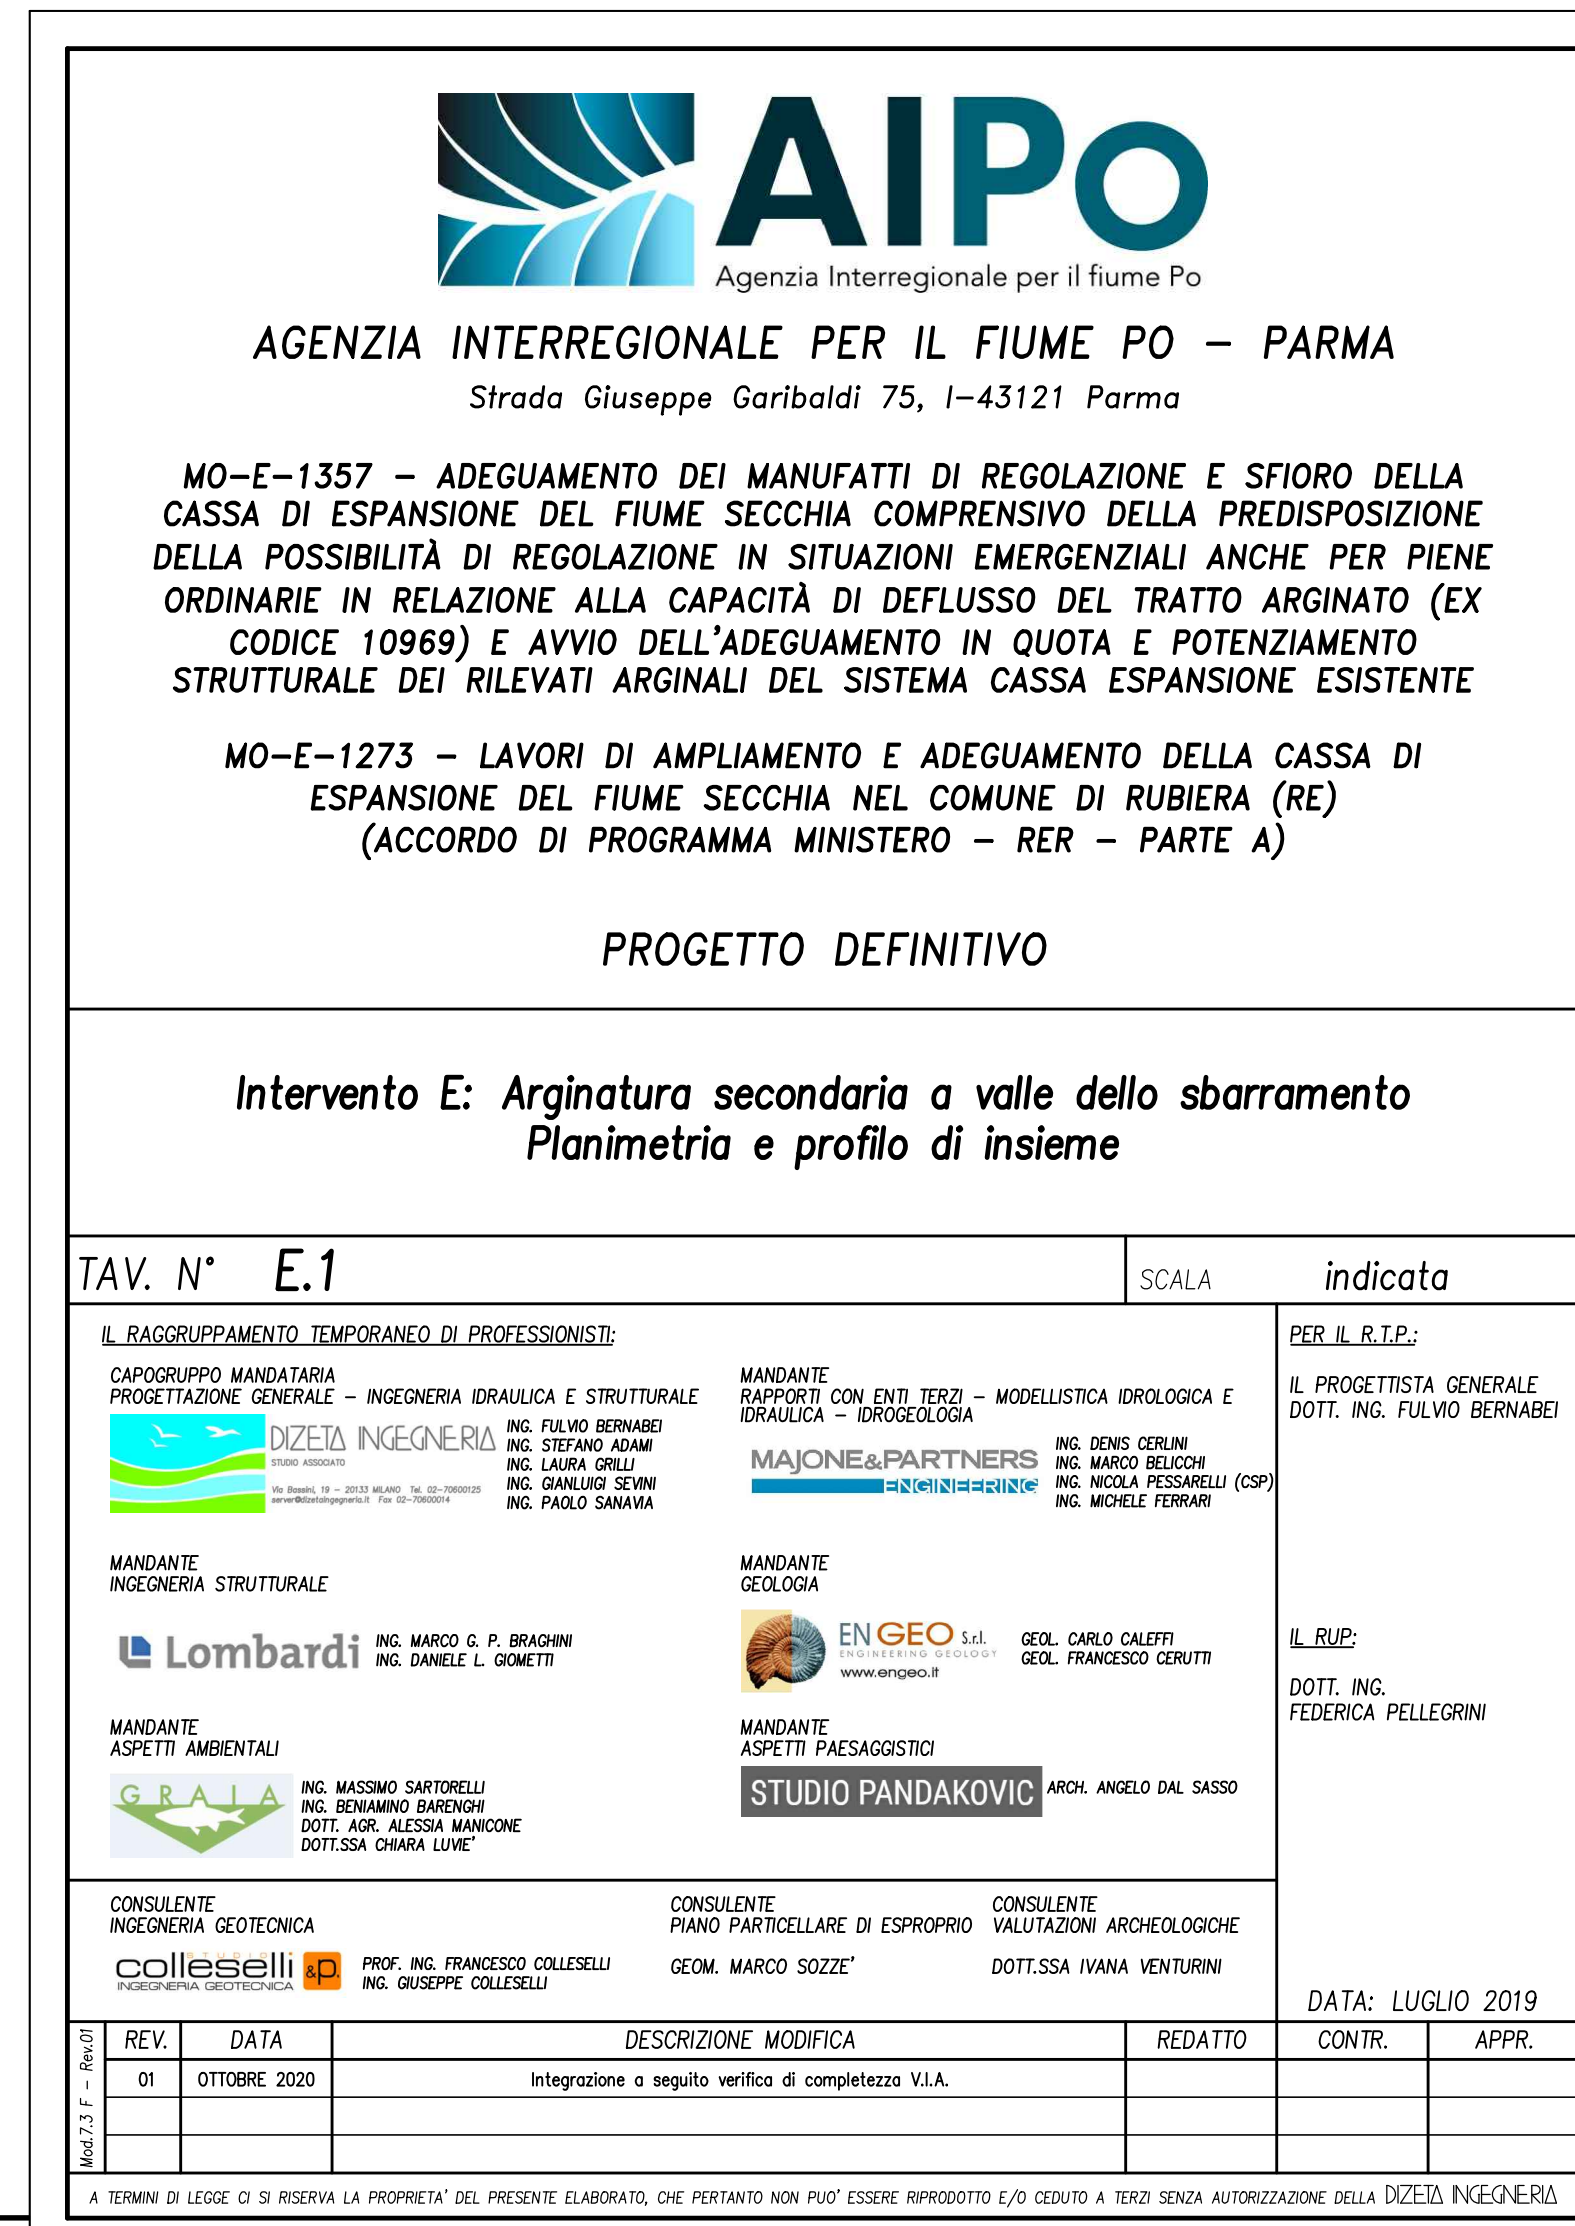 AIPo
Agenzia Interregionale per il fiume Po
AGENZIA INTERREGIONALE PER IL FIUME PO – PARMA
Strada Giuseppe Garibaldi 75, I–43121 Parma
MO–E–1357 – ADEGUAMENTO DEI MANUFATTI DI REGOLAZIONE E SFIORO DELLA
CASSA DI ESPANSIONE DEL FIUME SECCHIA COMPRENSIVO DELLA PREDISPOSIZIONE
DELLA POSSIBILITÀ DI REGOLAZIONE IN SITUAZIONI EMERGENZIALI ANCHE PER PIENE
ORDINARIE IN RELAZIONE ALLA CAPACITÀ DI DEFLUSSO DEL TRATTO ARGINATO (EX
CODICE 10969) E AVVIO DELL'ADEGUAMENTO IN QUOTA E POTENZIAMENTO
STRUTTURALE DEI RILEVATI ARGINALI DEL SISTEMA CASSA ESPANSIONE ESISTENTE
MO–E–1273 – LAVORI DI AMPLIAMENTO E ADEGUAMENTO DELLA CASSA DI
ESPANSIONE DEL FIUME SECCHIA NEL COMUNE DI RUBIERA (RE)
(ACCORDO DI PROGRAMMA MINISTERO – RER – PARTE A)
PROGETTO DEFINITIVO
Intervento E: Arginatura secondaria a valle dello sbarramento
Planimetria e profilo di insieme
TAV. N° E.1
SCALA indicata
IL RAGGRUPPAMENTO TEMPORANEO DI PROFESSIONISTI:
CAPOGRUPPO MANDATARIA
PROGETTAZIONE GENERALE – INGEGNERIA IDRAULICA E STRUTTURALE
DIZETA INGEGNERIA
STUDIO ASSOCIATO
Via Bassini, 19 – 20133 MILANO Tel. 02–70600125
server@dizetaingegneria.it Fax 02–70600014
ING. FULVIO BERNABEI
ING. STEFANO ADAMI
ING. LAURA GRILLI
ING. GIANLUIGI SEVINI
ING. PAOLO SANAVIA
MANDANTE
RAPPORTI CON ENTI TERZI – MODELLISTICA IDROLOGICA E
IDRAULICA – IDROGEOLOGIA
MAJONE&PARTNERS
ENGINEERING
ING. DENIS CERLINI
ING. MARCO BELICCHI
ING. NICOLA PESSARELLI (CSP)
ING. MICHELE FERRARI
MANDANTE
INGEGNERIA STRUTTURALE
Lombardi
ING. MARCO G. P. BRAGHINI
ING. DANIELE L. GIOMETTI
MANDANTE
GEOLOGIA
ENGEO S.r.l.
ENGINEERING GEOLOGY
www.engeo.it
GEOL. CARLO CALEFFI
GEOL. FRANCESCO CERUTTI
MANDANTE
ASPETTI AMBIENTALI
GRAIA
ING. MASSIMO SARTORELLI
ING. BENIAMINO BARENGHI
DOTT. AGR. ALESSIA MANICONE
DOTT.SSA CHIARA LUVIE'
MANDANTE
ASPETTI PAESAGGISTICI
STUDIO PANDAKOVIC
ARCH. ANGELO DAL SASSO
PER IL R.T.P.:
IL PROGETTISTA GENERALE
DOTT. ING. FULVIO BERNABEI
IL RUP:
DOTT. ING.
FEDERICA PELLEGRINI
CONSULENTE
INGEGNERIA GEOTECNICA
STUDIO
colleselli &p.
INGEGNERIA GEOTECNICA
PROF. ING. FRANCESCO COLLESELLI
ING. GIUSEPPE COLLESELLI
CONSULENTE
PIANO PARTICELLARE DI ESPROPRIO
GEOM. MARCO SOZZE'
CONSULENTE
VALUTAZIONI ARCHEOLOGICHE
DOTT.SSA IVANA VENTURINI
DATA: LUGLIO 2019
Mod.7.3 F – Rev.01
REV. DATA DESCRIZIONE MODIFICA REDATTO CONTR. APPR.
01 OTTOBRE 2020 Integrazione a seguito verifica di completezza V.I.A.
A TERMINI DI LEGGE CI SI RISERVA LA PROPRIETA' DEL PRESENTE ELABORATO, CHE PERTANTO NON PUO' ESSERE RIPRODOTTO E/O CEDUTO A TERZI SENZA AUTORIZZAZIONE DELLA DIZETA INGEGNERIA